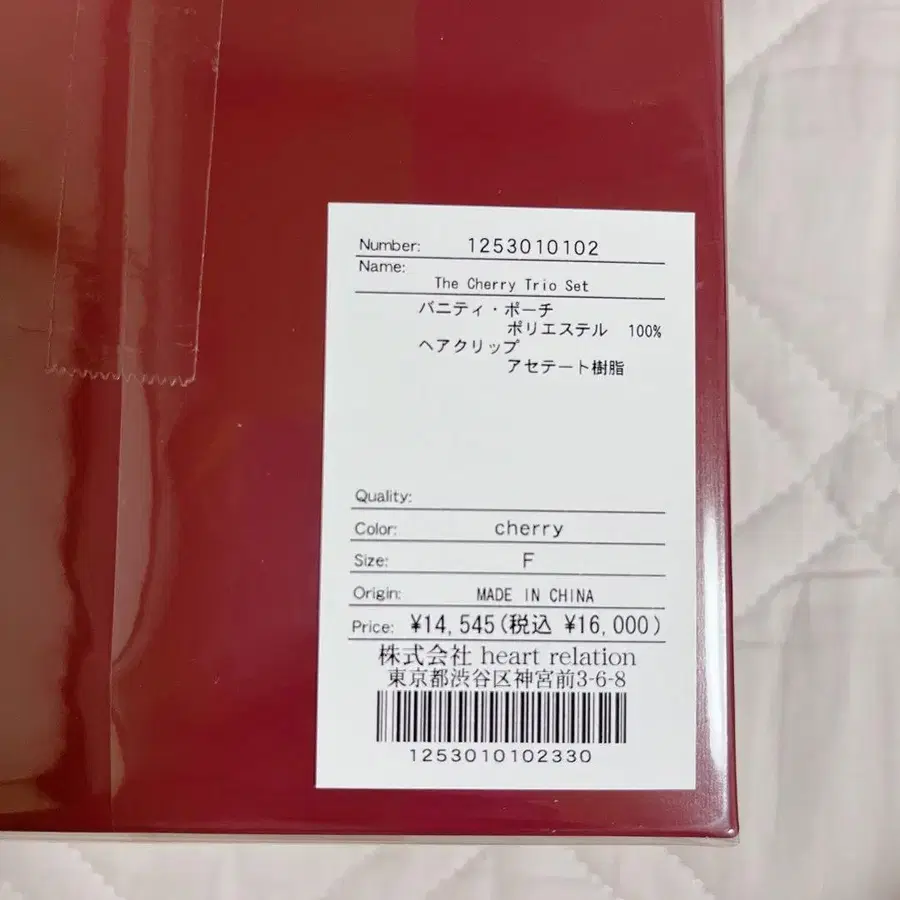 Number: 1253010102
Name:
The Cherry Trio Set
バニティ・ポーチ
ポリエステル 100%
ヘアクリップ
アセテート樹脂
Quality:
Color: cherry
Size: F
Origin: MADE IN CHINA
Price: ¥14,545(税込 ¥16,000)
株式会社 heart relation
東京都渋谷区神宮前3-6-8
1253010102330